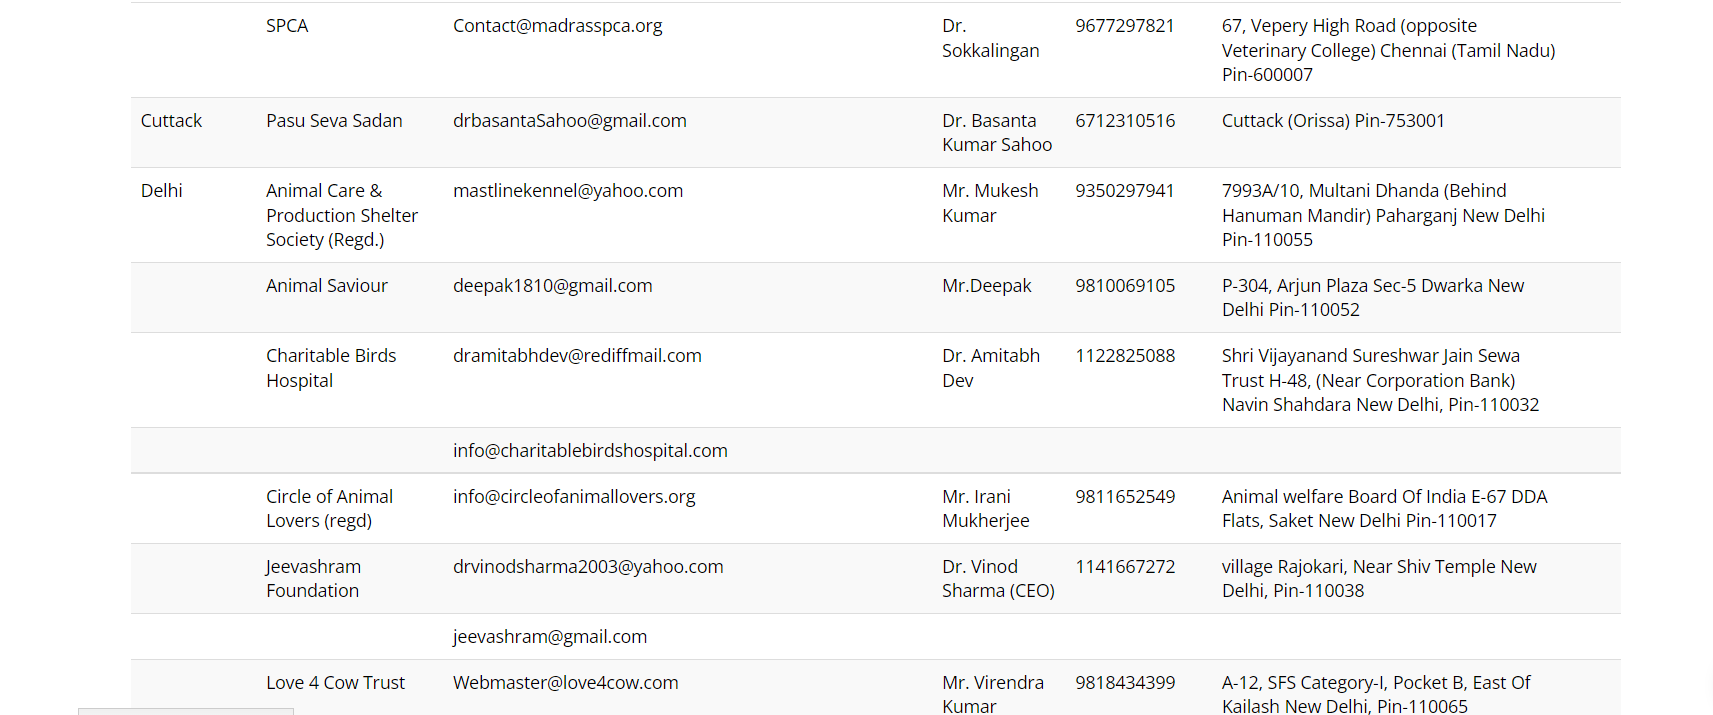 SPCA Contact@madrasspca.org Dr. 9677297821 67, Vepery High Road (opposite
Sokkalingan Veterinary College) Chennai (Tamil Nadu)
Pin-600007
Cuttack Pasu Seva Sadan drbasantaSahoo@gmail.com Dr. Basanta 6712310516 Cuttack (Orissa) Pin-753001
Kumar Sahoo
Delhi Animal Care & mastlinekennel@yahoo.com Mr. Mukesh 9350297941 7993A/10, Multani Dhanda (Behind
Production Shelter Kumar Hanuman Mandir) Paharganj New Delhi
Society (Regd.) Pin-110055
Animal Saviour deepak1810@gmail.com Mr.Deepak 9810069105 P-304, Arjun Plaza Sec-5 Dwarka New
Delhi Pin-110052
Charitable Birds dramitabhdev@rediffmail.com Dr. Amitabh 1122825088 Shri Vijayanand Sureshwar Jain Sewa
Hospital Dev Trust H-48, (Near Corporation Bank)
Navin Shahdara New Delhi, Pin-110032
info@charitablebirdshospital.com
Circle of Animal info@circleofanimallovers.org Mr. Irani 9811652549 Animal welfare Board Of India E-67 DDA
Lovers (regd) Mukherjee Flats, Saket New Delhi Pin-110017
Jeevashram drvinodsharma2003@yahoo.com Dr. Vinod 1141667272 village Rajokari, Near Shiv Temple New
Foundation Sharma (CEO) Delhi, Pin-110038
jeevashram@gmail.com
Love 4 Cow Trust Webmaster@love4cow.com Mr. Virendra 9818434399 A-12, SFS Category-I, Pocket B, East Of
Kumar Kailash New Delhi, Pin-110065